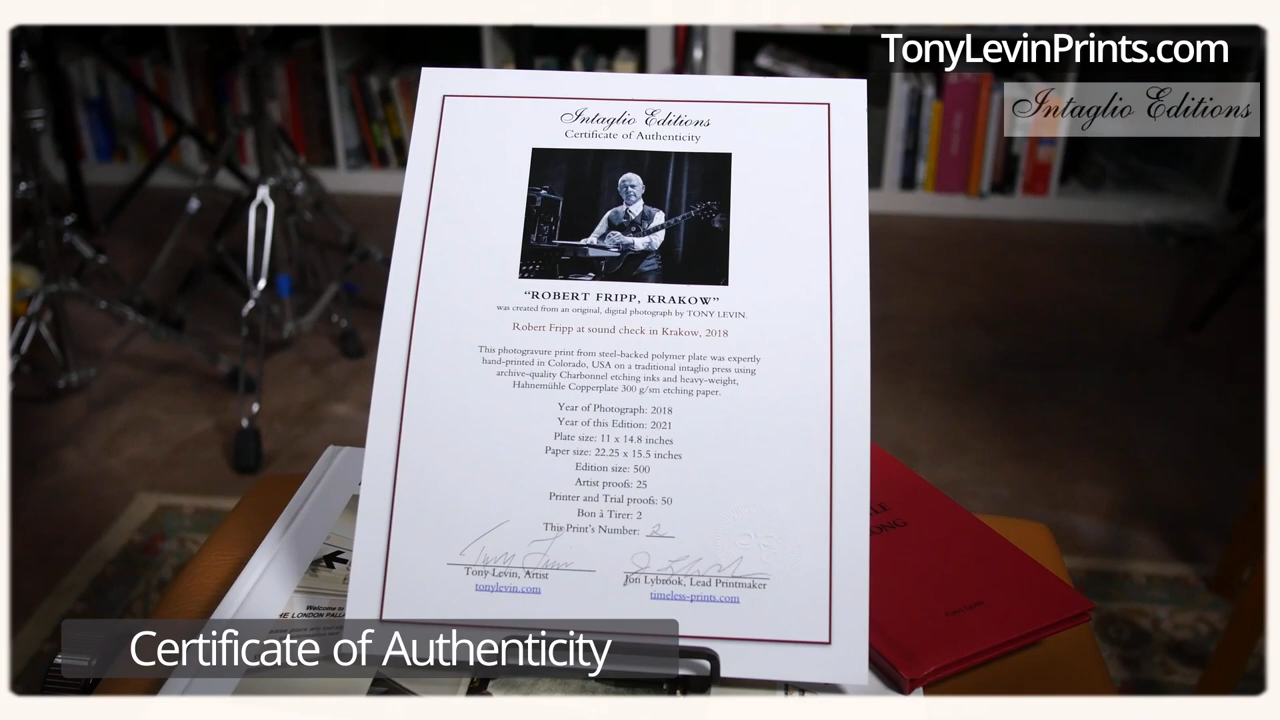 TonyLevinPrints.com
Intaglio Editions
Intaglio Editions
Certificate of Authenticity
“ROBERT FRIPP, KRAKOW”
was created from an original, digital photograph by TONY LEVIN.
Robert Fripp at sound check in Krakow, 2018
This photogravure print from steel-backed polymer plate was expertly
hand-printed in Colorado, USA on a traditional intaglio press using
archive-quality Charbonnel etching inks and heavy-weight,
Hahnemühle Copperplate 300 g/sm etching paper.
Year of Photograph: 2018
Year of this Edition: 2021
Plate size: 11 x 14.8 inches
Paper size: 22.25 x 15.5 inches
Edition size: 500
Artist proofs: 25
Printer and Trial proofs: 50
Bon à Tirer: 2
This Print's Number: 2
Tony Levin, Artist
tonylevin.com
Jon Lybrook, Lead Printmaker
timeless-prints.com
Welcome to
THE LONDON
Certificate of Authenticity